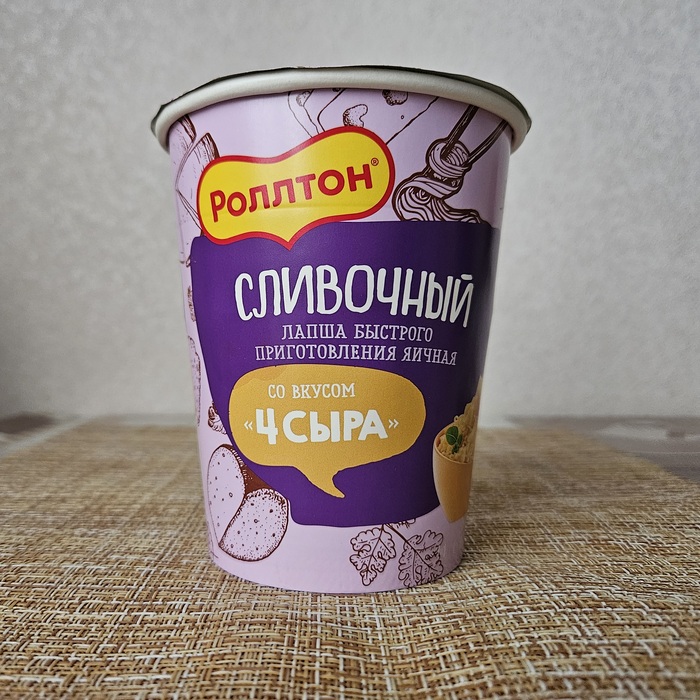 Роллтон®
СЛИВОЧНЫЙ
ЛАПША БЫСТРОГО
ПРИГОТОВЛЕНИЯ ЯИЧНАЯ
СО ВКУСОМ
«4 СЫРА»